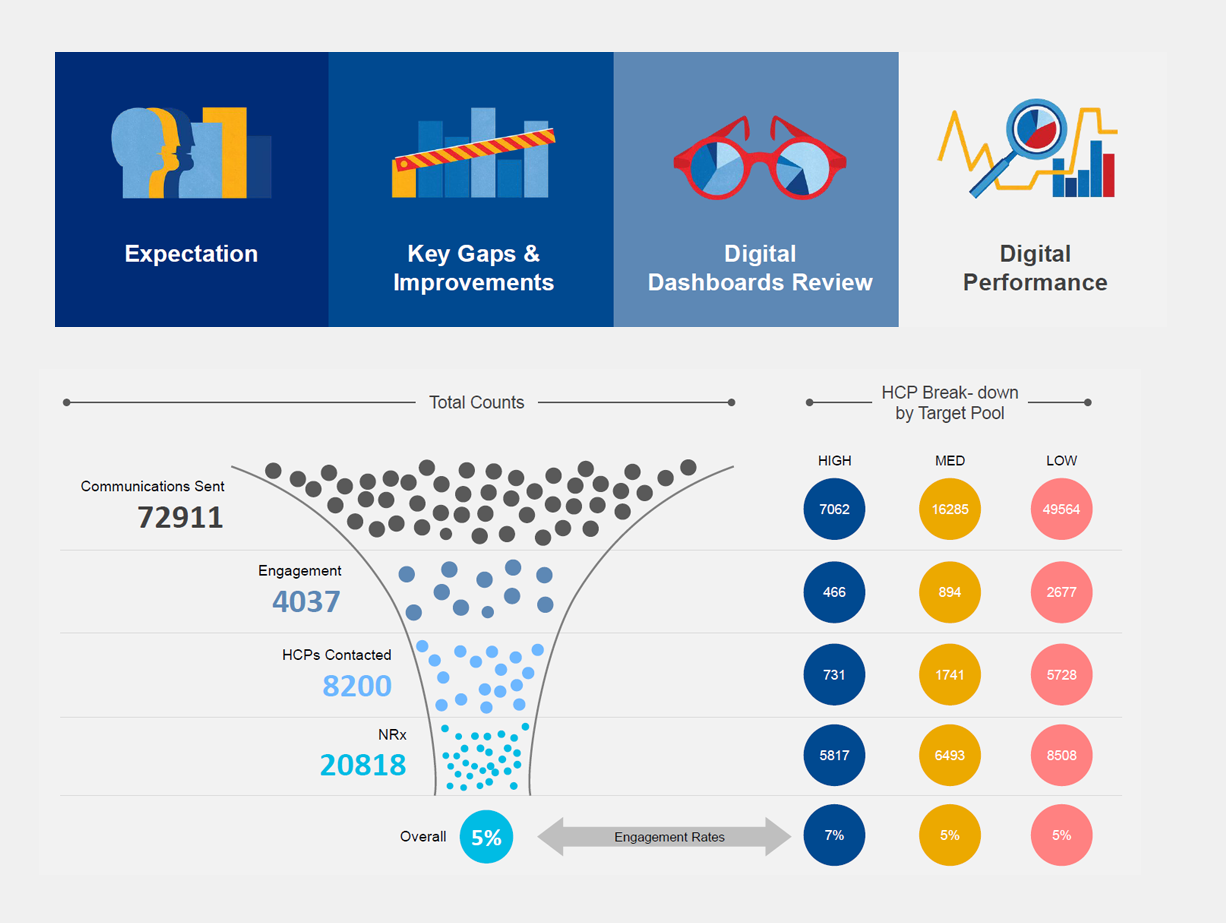 Expectation
Key Gaps &
Improvements
Digital
Dashboards Review
Digital
Performance
Total Counts
HCP Break- down
by Target Pool
HIGH MED LOW
Communications Sent
72911
7062 16285 49564
Engagement
4037
466 894 2677
HCPs Contacted
8200
731 1741 5728
NRx
20818
5817 6493 8508
Overall 5% Engagement Rates 7% 5% 5%